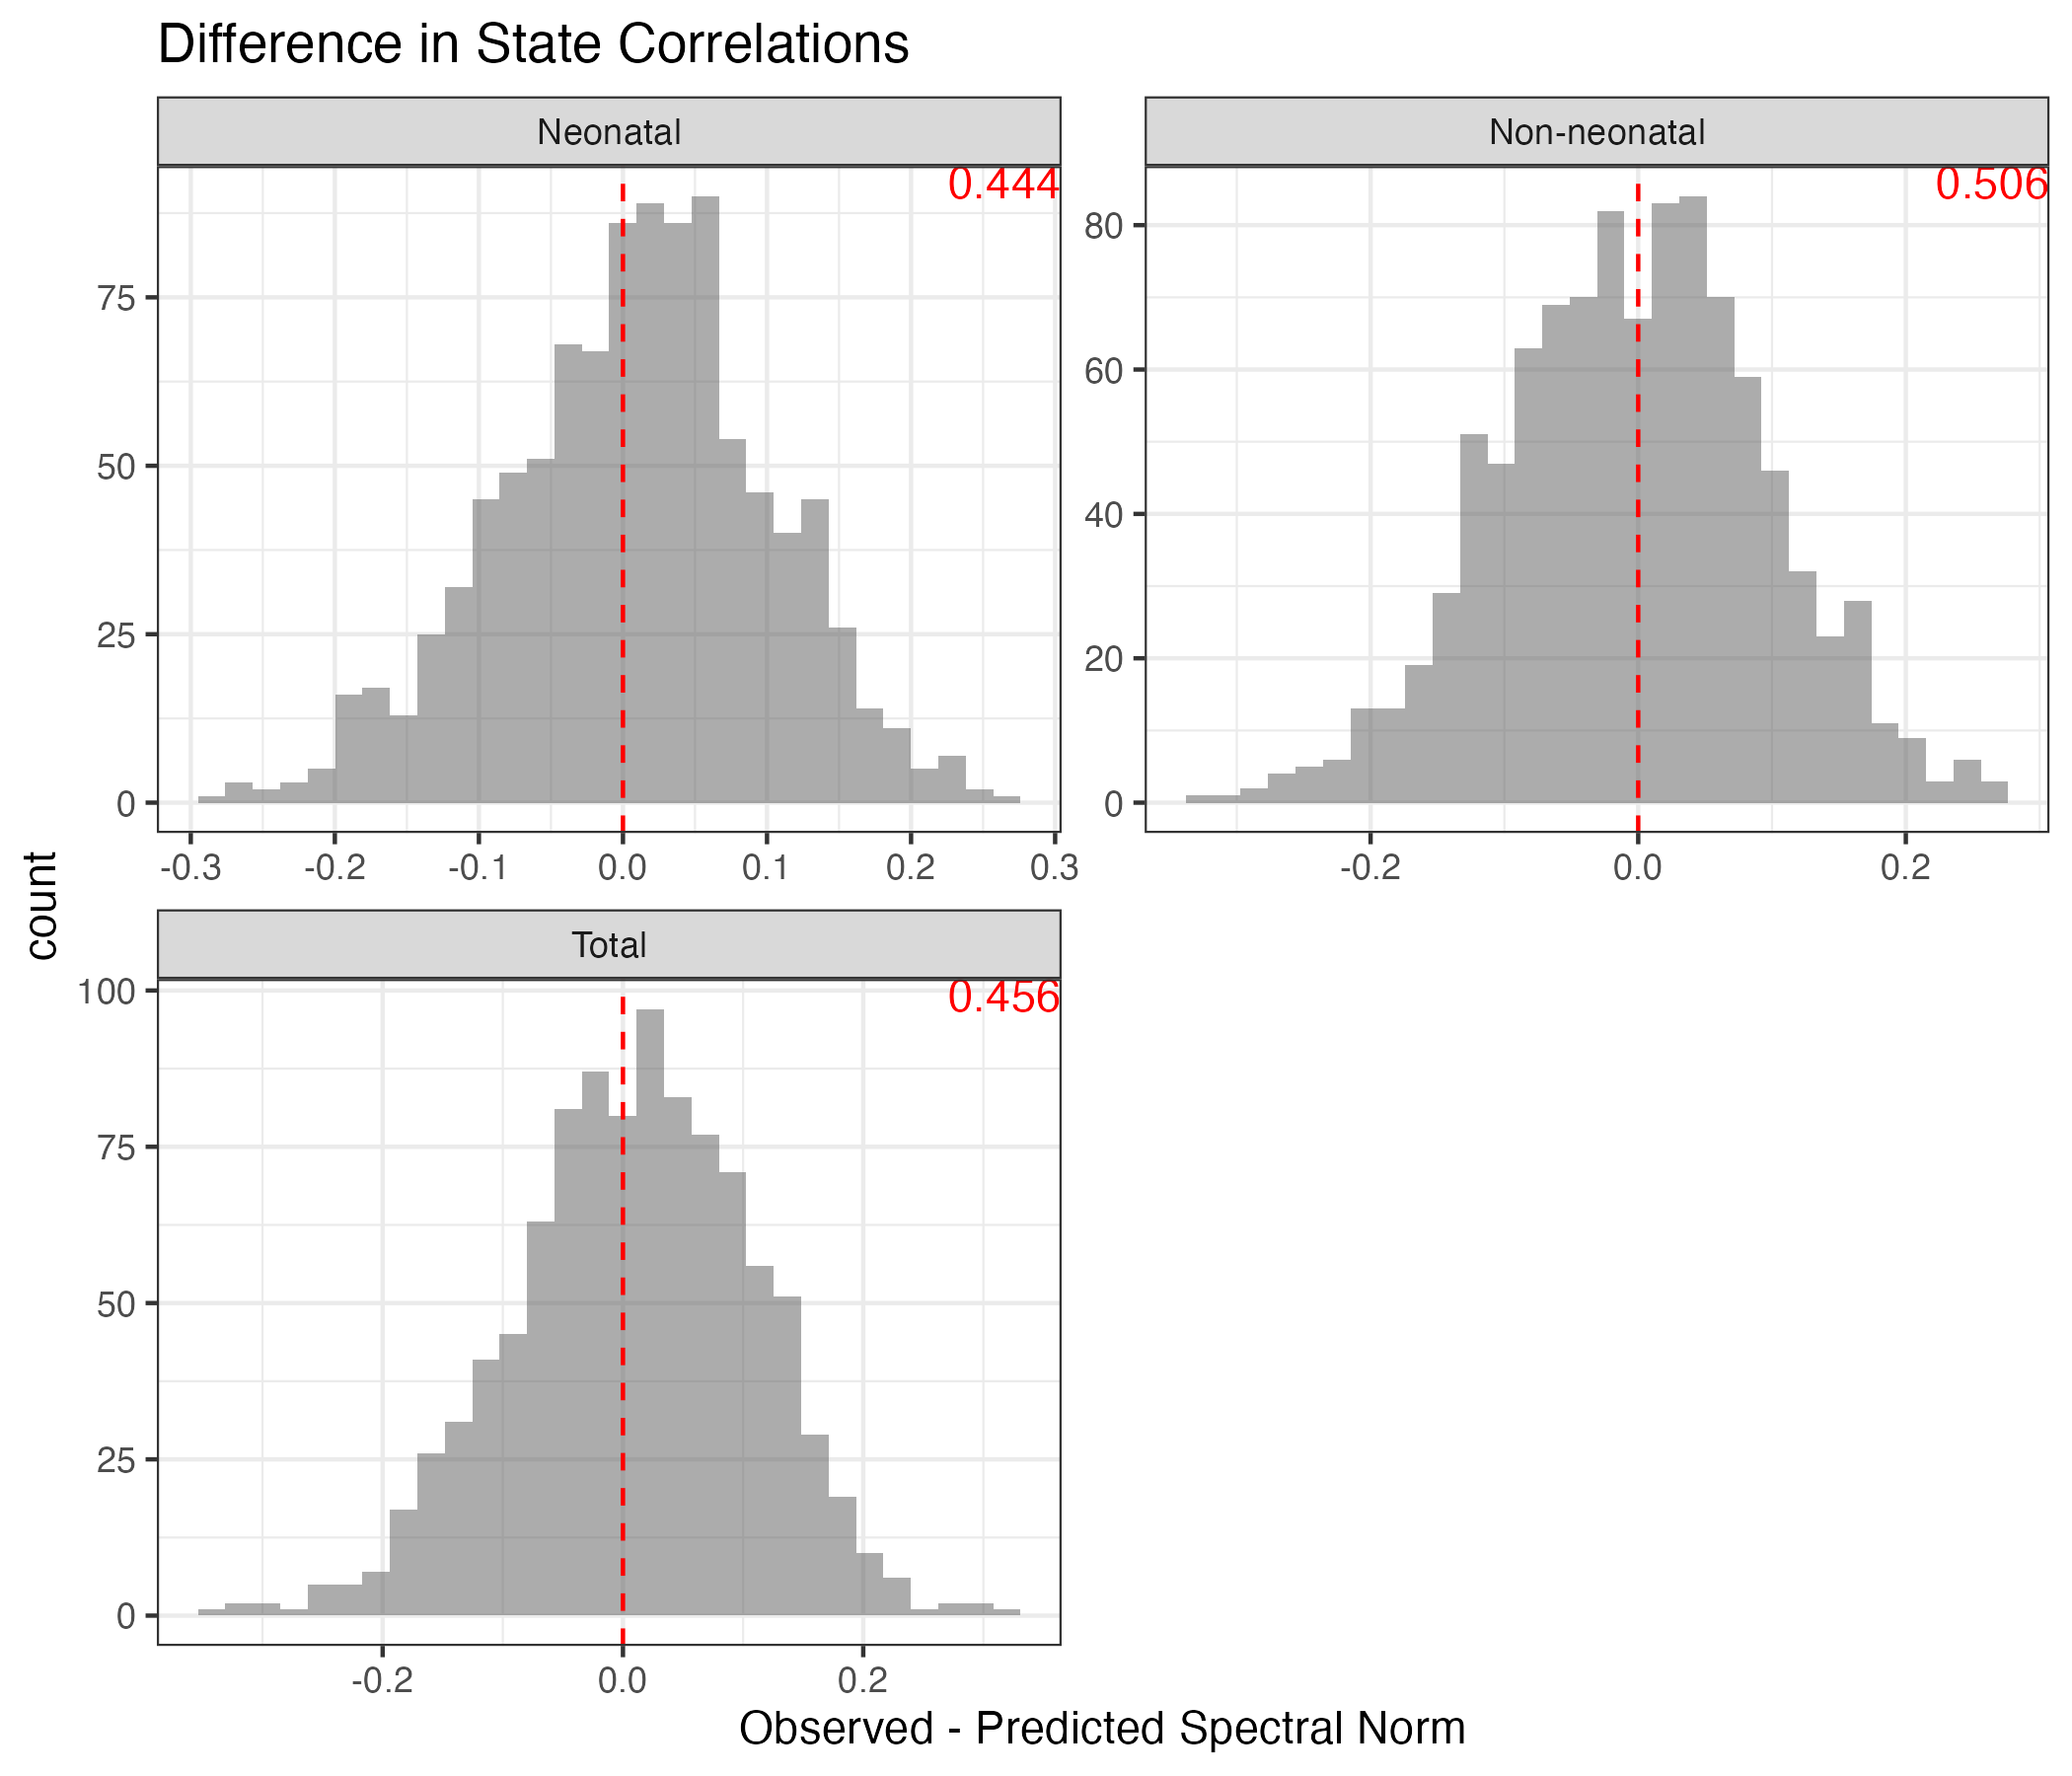 Difference in State Correlations
Neonatal
Non-neonatal
0.444
0.506
75
50
25
0
80
60
40
20
0
-0.3 -0.2 -0.1 0.0 0.1 0.2 0.3
-0.2 0.0 0.2
count
Total
0.456
100
75
50
25
0
-0.2 0.0 0.2
Observed - Predicted Spectral Norm